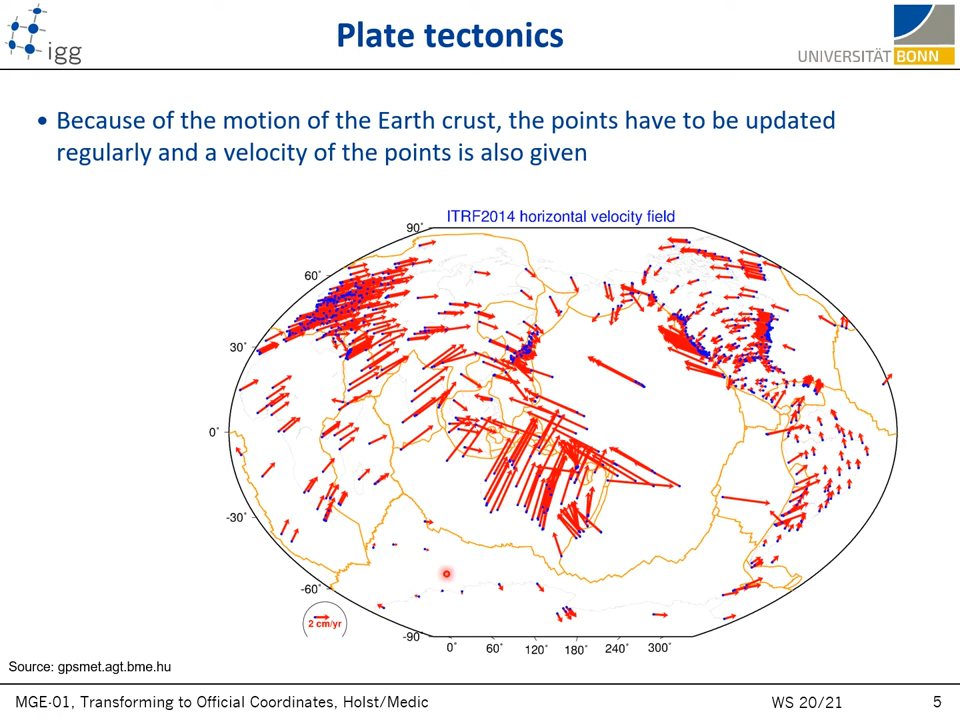 igg
Plate tectonics
UNIVERSITÄT BONN
• Because of the motion of the Earth crust, the points have to be updated
regularly and a velocity of the points is also given
ITRF2014 horizontal velocity field
90°
60°
30°
0°
-30°
-60°
-90°
2 cm/yr
0° 60° 120° 180° 240° 300°
Source: gpsmet.agt.bme.hu
MGE-01, Transforming to Official Coordinates, Holst/Medic WS 20/21 5